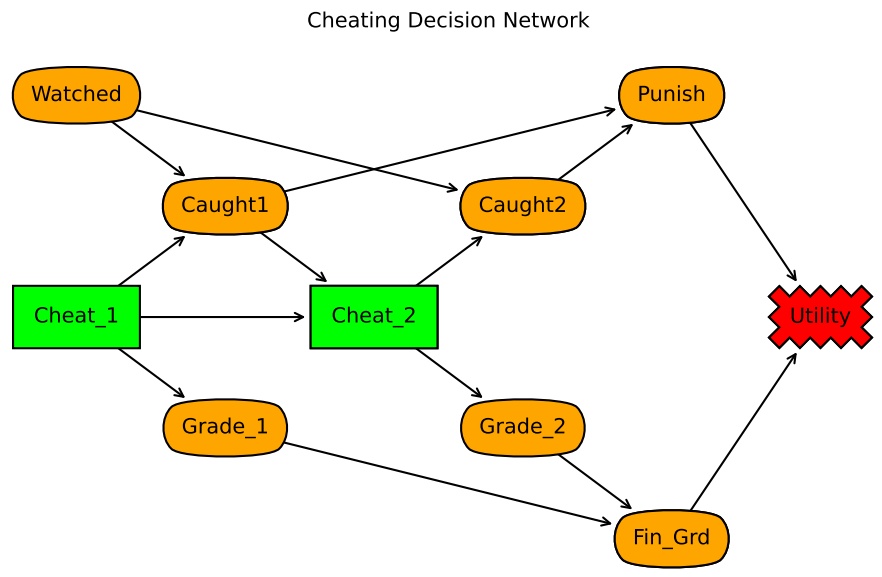 Cheating Decision Network
Watched
Punish
Caught1
Caught2
Cheat_1
Cheat_2
Utility
Grade_1
Grade_2
Fin_Grd